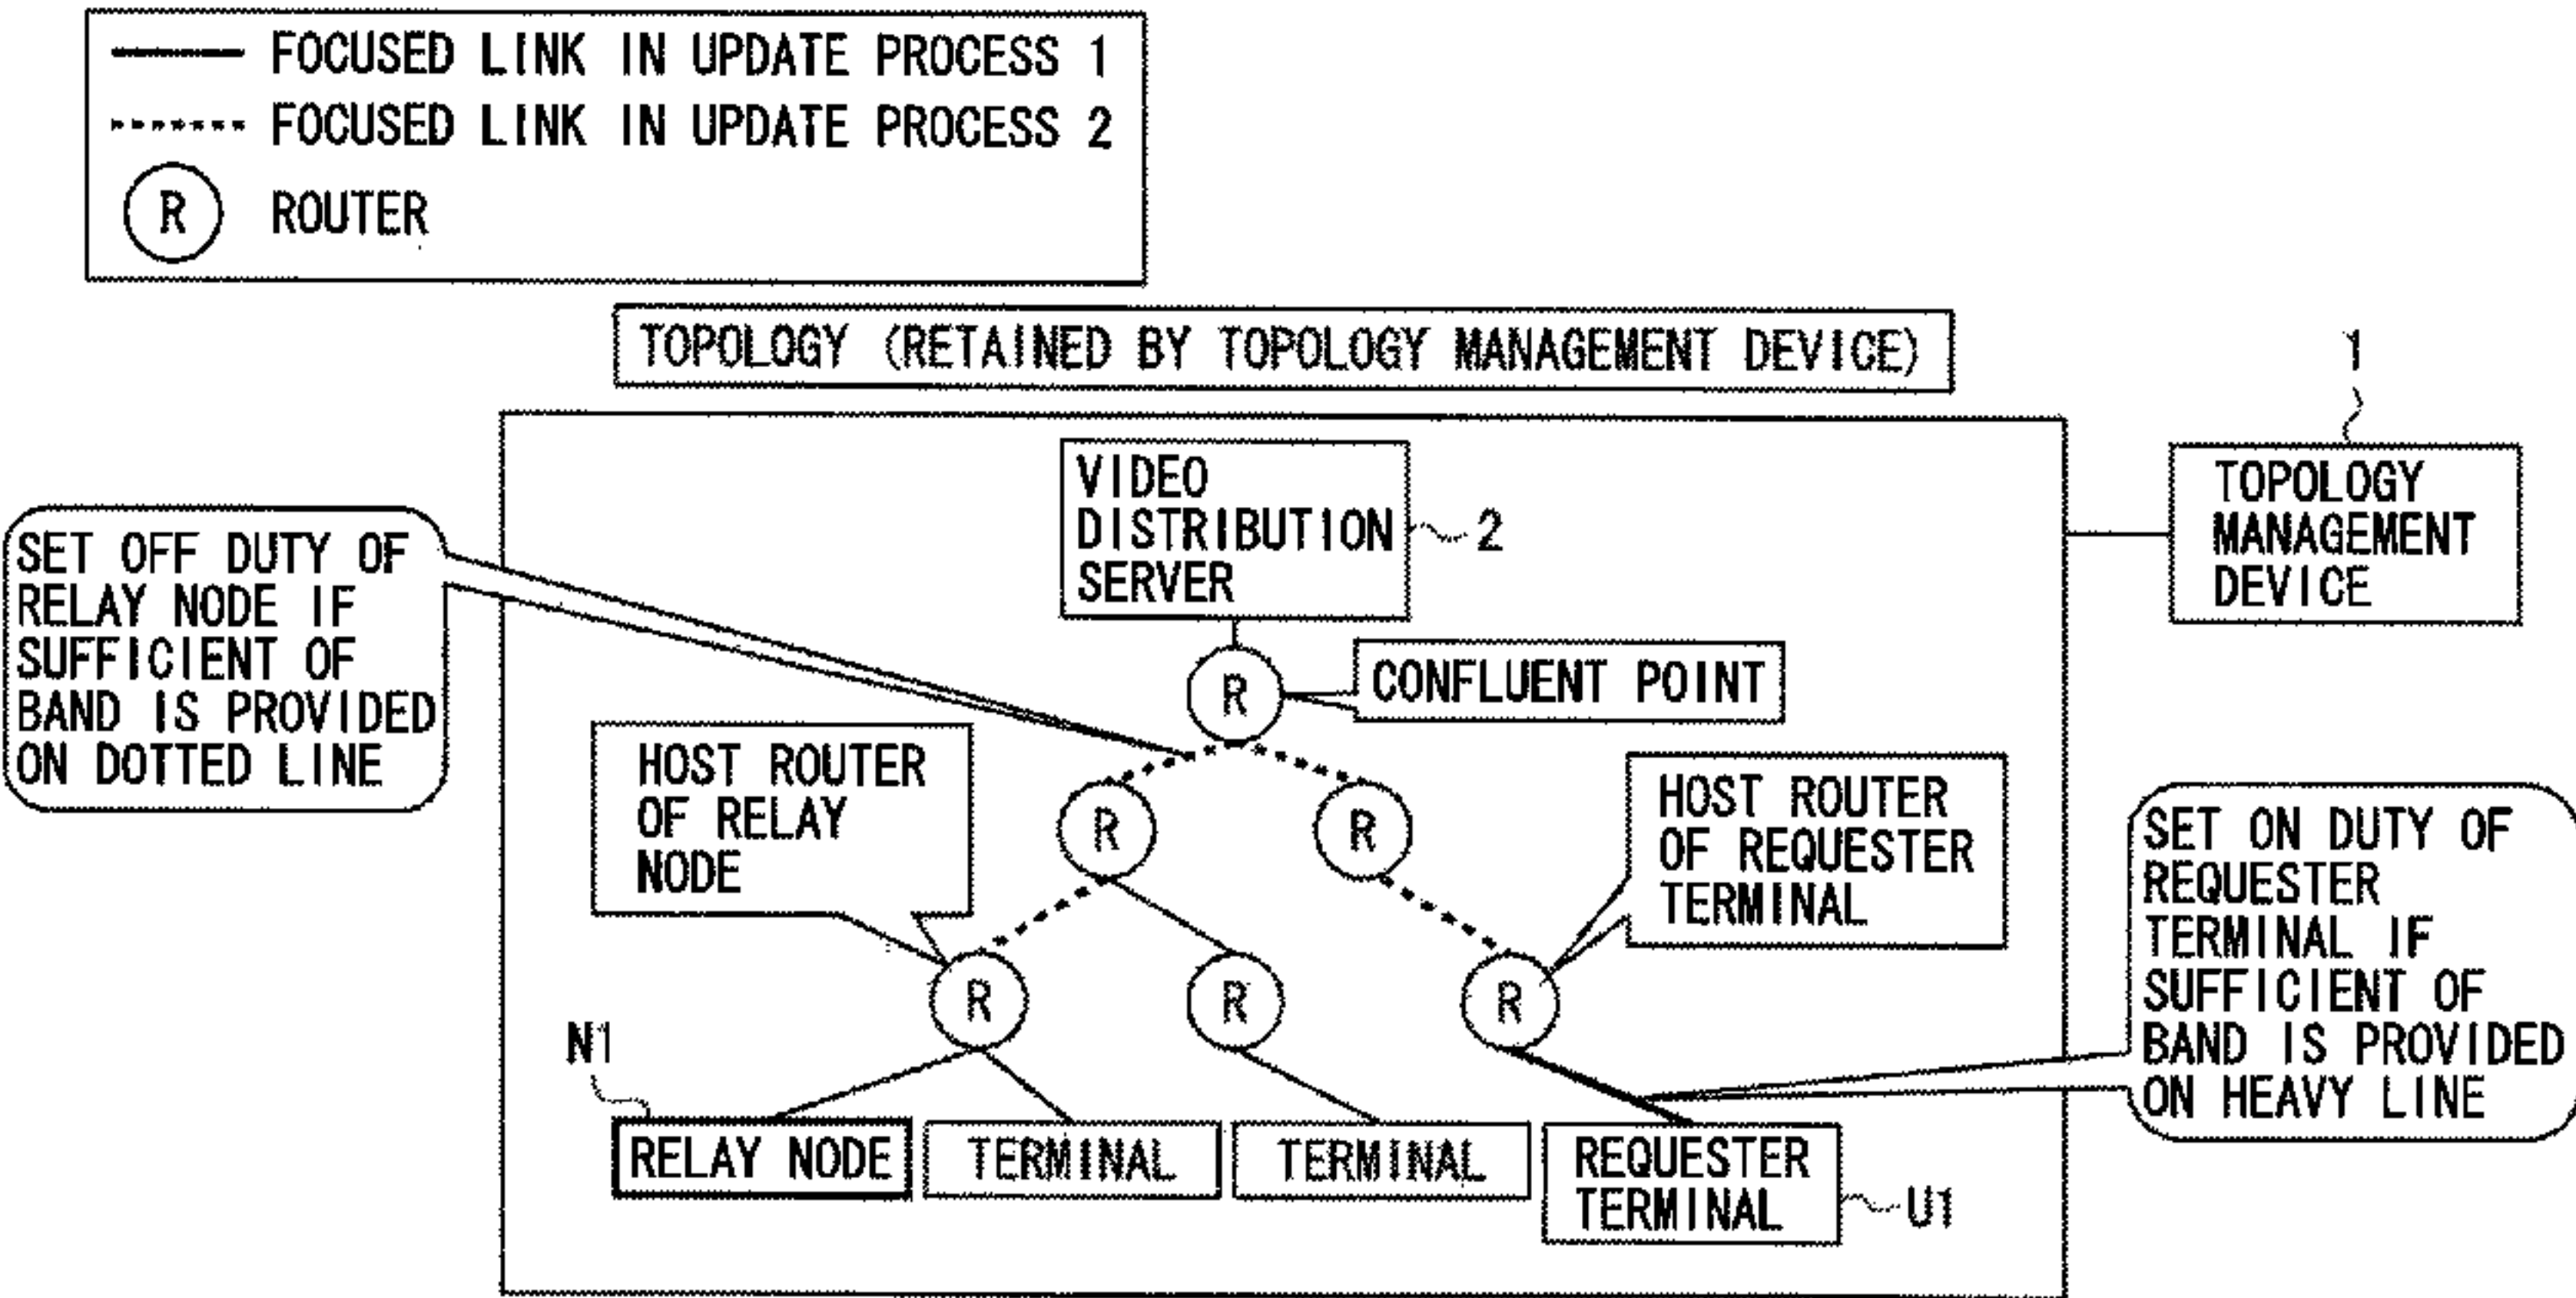 FOCUSED LINK IN UPDATE PROCESS 1
FOCUSED LINK IN UPDATE PROCESS 2
R ROUTER
TOPOLOGY (RETAINED BY TOPOLOGY MANAGEMENT DEVICE)
1
TOPOLOGY
MANAGEMENT
DEVICE
VIDEO
DISTRIBUTION
SERVER
2
SET OFF DUTY OF
RELAY NODE IF
SUFFICIENT OF
BAND IS PROVIDED
ON DOTTED LINE
R
CONFLUENT POINT
HOST ROUTER
OF RELAY
NODE
R
R
HOST ROUTER
OF REQUESTER
TERMINAL
SET ON DUTY OF
REQUESTER
TERMINAL IF
SUFFICIENT OF
BAND IS PROVIDED
ON HEAVY LINE
R
R
R
N1
RELAY NODE
TERMINAL
TERMINAL
REQUESTER
TERMINAL
U1